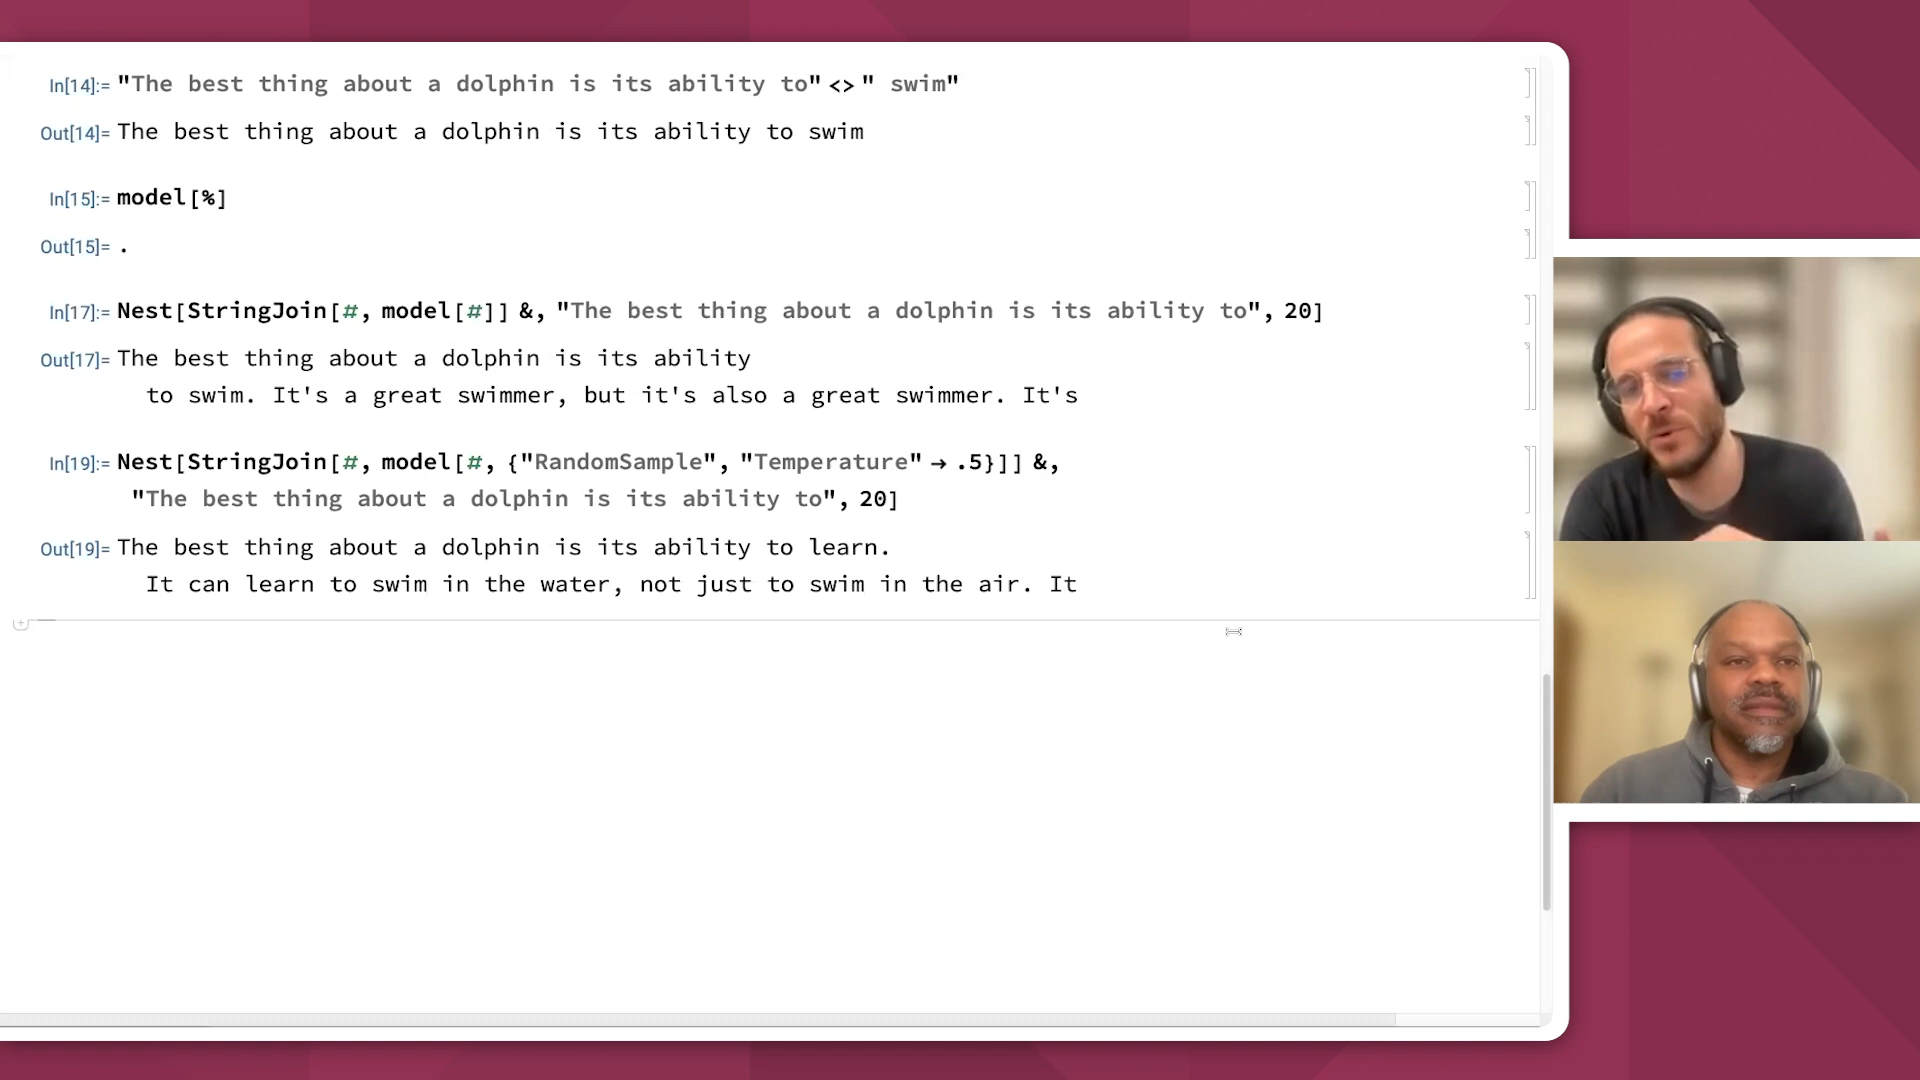 In[14]:= "The best thing about a dolphin is its ability to" <> " swim"
Out[14]= The best thing about a dolphin is its ability to swim
In[15]:= model[%]
Out[15]= .
In[17]:= Nest[StringJoin[#, model[#]] &, "The best thing about a dolphin is its ability to", 20]
Out[17]= The best thing about a dolphin is its ability
to swim. It's a great swimmer, but it's also a great swimmer. It's
In[19]:= Nest[StringJoin[#, model[#, {"RandomSample", "Temperature" → .5}]] &,
"The best thing about a dolphin is its ability to", 20]
Out[19]= The best thing about a dolphin is its ability to learn.
It can learn to swim in the water, not just to swim in the air. It